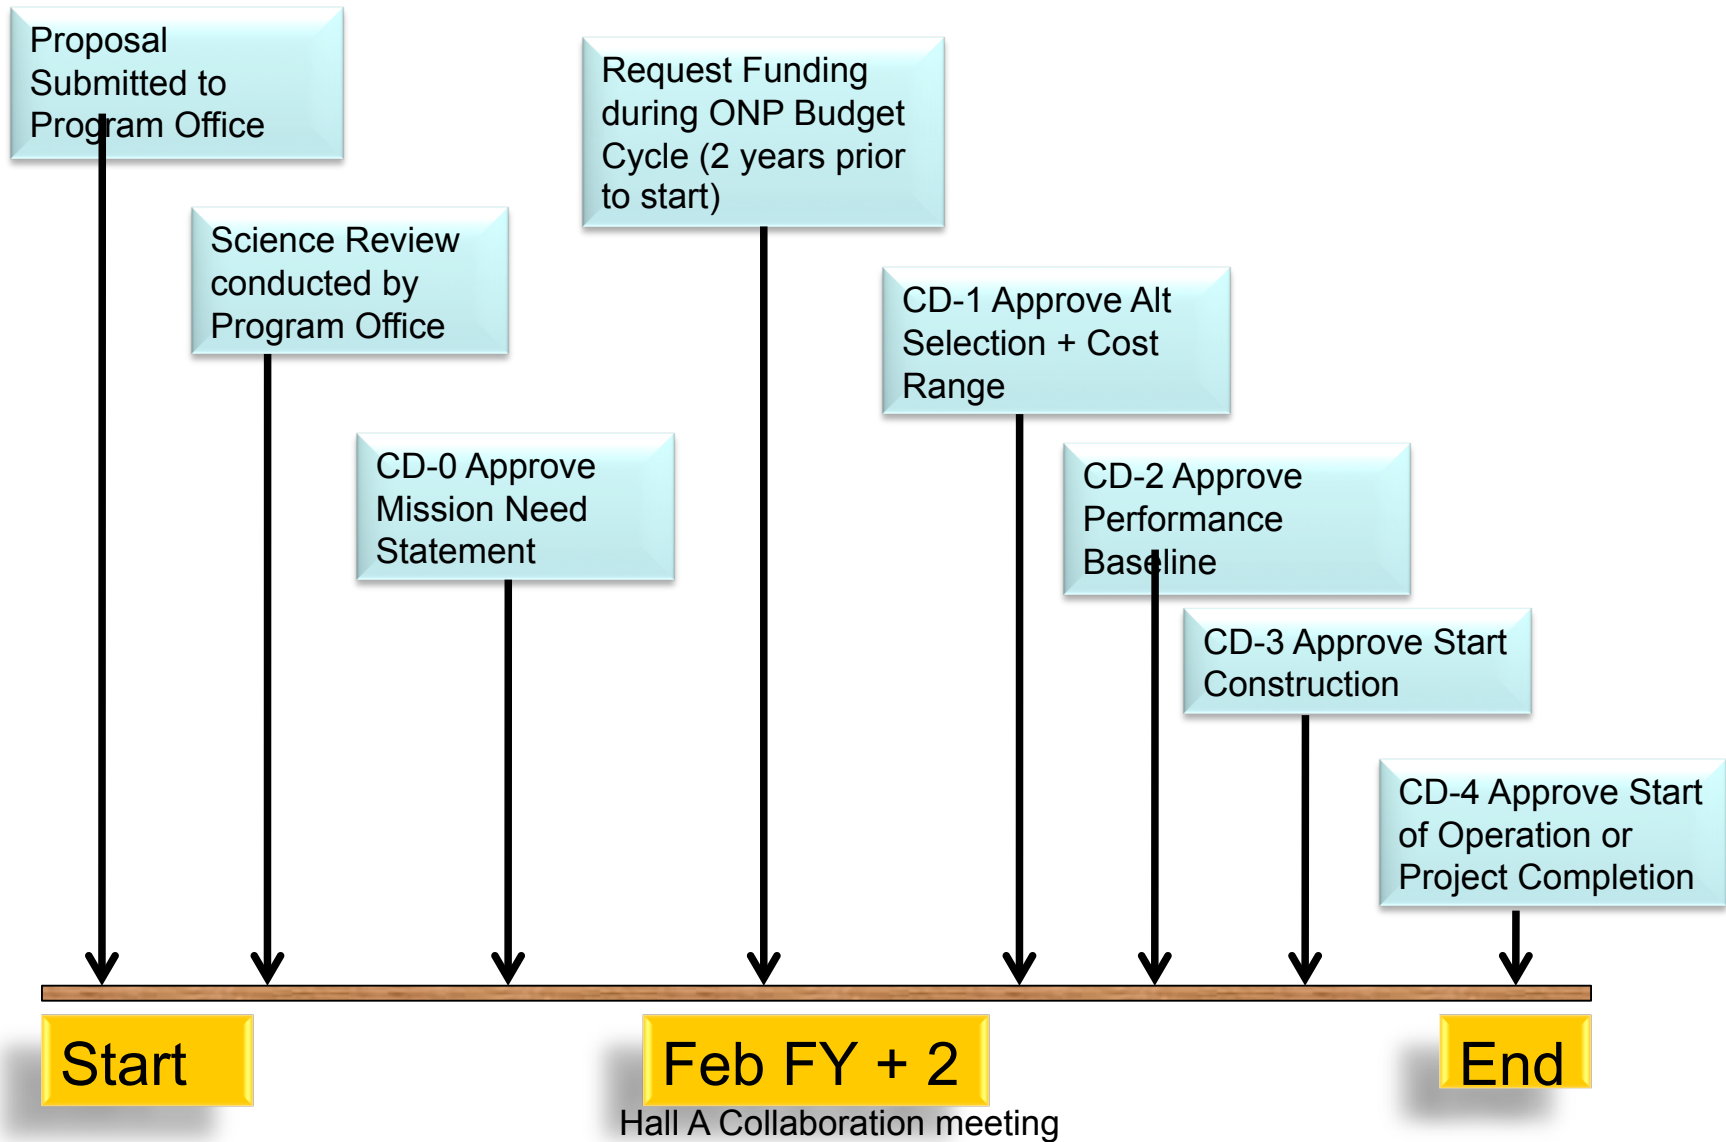 Proposal
Submitted to
Program Office
Request Funding
during ONP Budget
Cycle (2 years prior
to start)
Science Review
conducted by
Program Office
CD-1 Approve Alt
Selection + Cost
Range
CD-0 Approve
Mission Need
Statement
CD-2 Approve
Performance
Baseline
CD-3 Approve Start
Construction
CD-4 Approve Start
of Operation or
Project Completion
Start
Feb FY + 2
End
Hall A Collaboration meeting